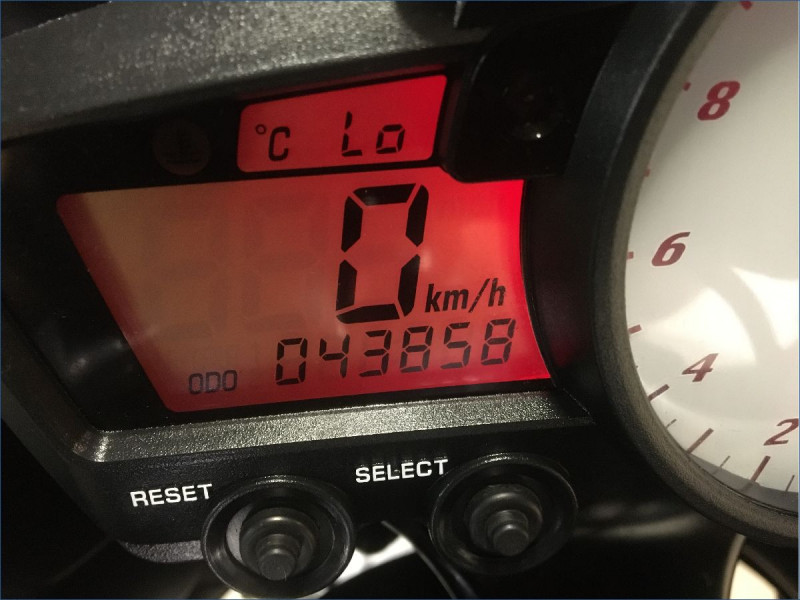 °C Lo
0 km/h
ODO 043858
RESET SELECT
8
6
4
2